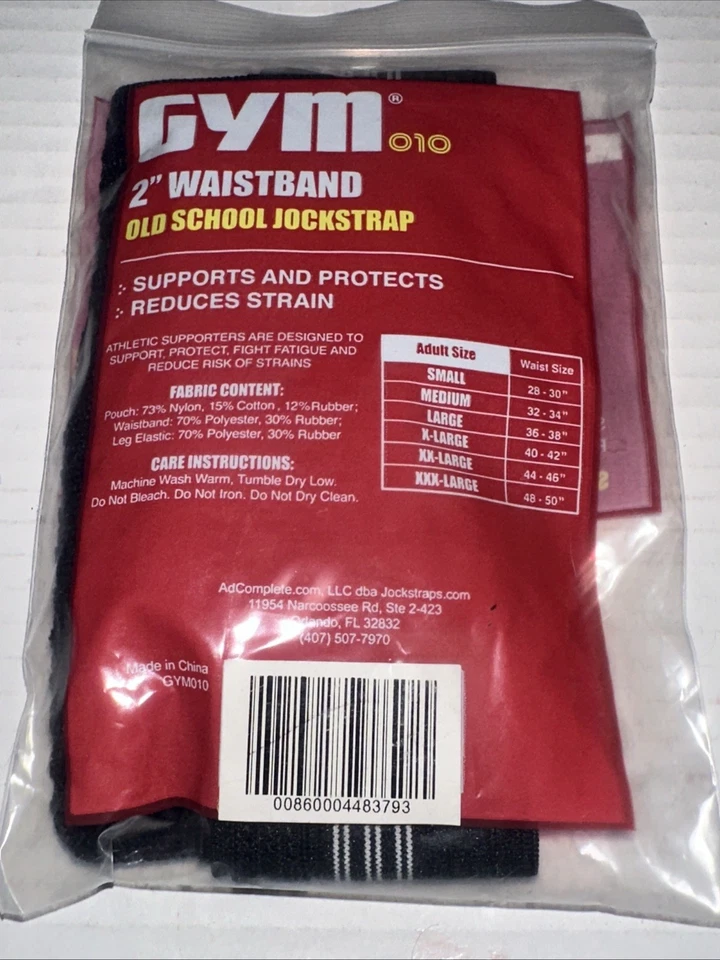 GYM®010
2” WAISTBAND
OLD SCHOOL JOCKSTRAP
SUPPORTS AND PROTECTS
REDUCES STRAIN
ATHLETIC SUPPORTERS ARE DESIGNED TO
SUPPORT, PROTECT, FIGHT FATIGUE AND
REDUCE RISK OF STRAINS
FABRIC CONTENT:
Pouch: 73% Nylon, 15% Cotton, 12%Rubber;
Waistband: 70% Polyester, 30% Rubber;
Leg Elastic: 70% Polyester, 30% Rubber
CARE INSTRUCTIONS:
Machine Wash Warm, Tumble Dry Low.
Do Not Bleach. Do Not Iron. Do Not Dry Clean.
Adult Size Waist Size
SMALL 28 - 30"
MEDIUM 32 - 34"
LARGE 36 - 38"
X-LARGE 40 - 42"
XX-LARGE 44 - 46"
XXX-LARGE 48 - 50"
AdComplete.com, LLC dba Jockstraps.com
11954 Narcoossee Rd, Ste 2-423
Orlando, FL 32832
(407) 507-7970
Made in China
GYM010
00860004483793